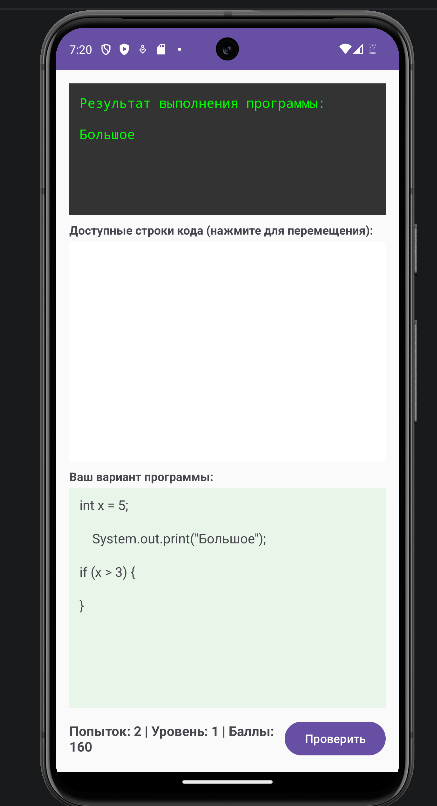 7:20
Результат выполнения программы:
Большое
Доступные строки кода (нажмите для перемещения):
Ваш вариант программы:
int x = 5;
System.out.print("Большое");
if (x > 3) {
}
Попыток: 2 | Уровень: 1 | Баллы:
160
Проверить